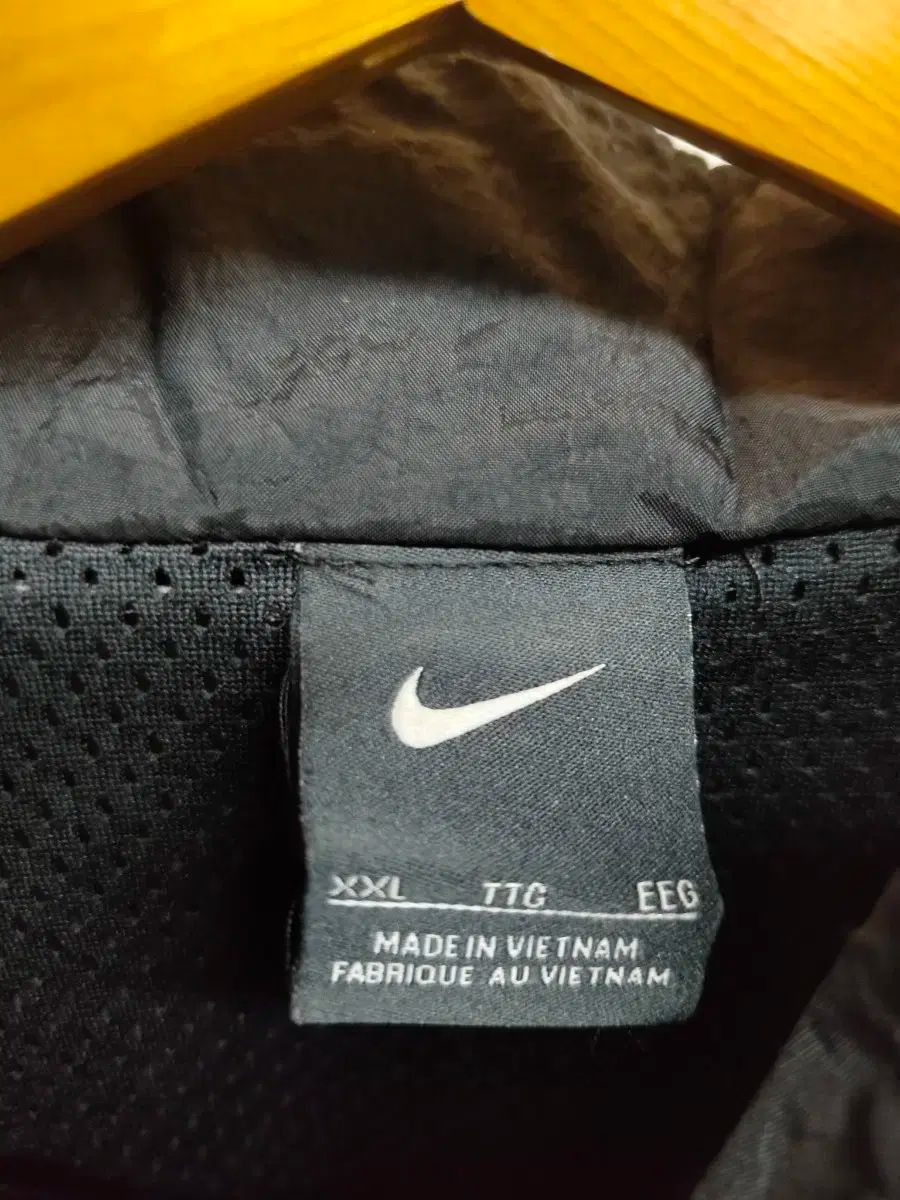 XXL TTG EEG
MADE IN VIETNAM
FABRIQUE AU VIETNAM